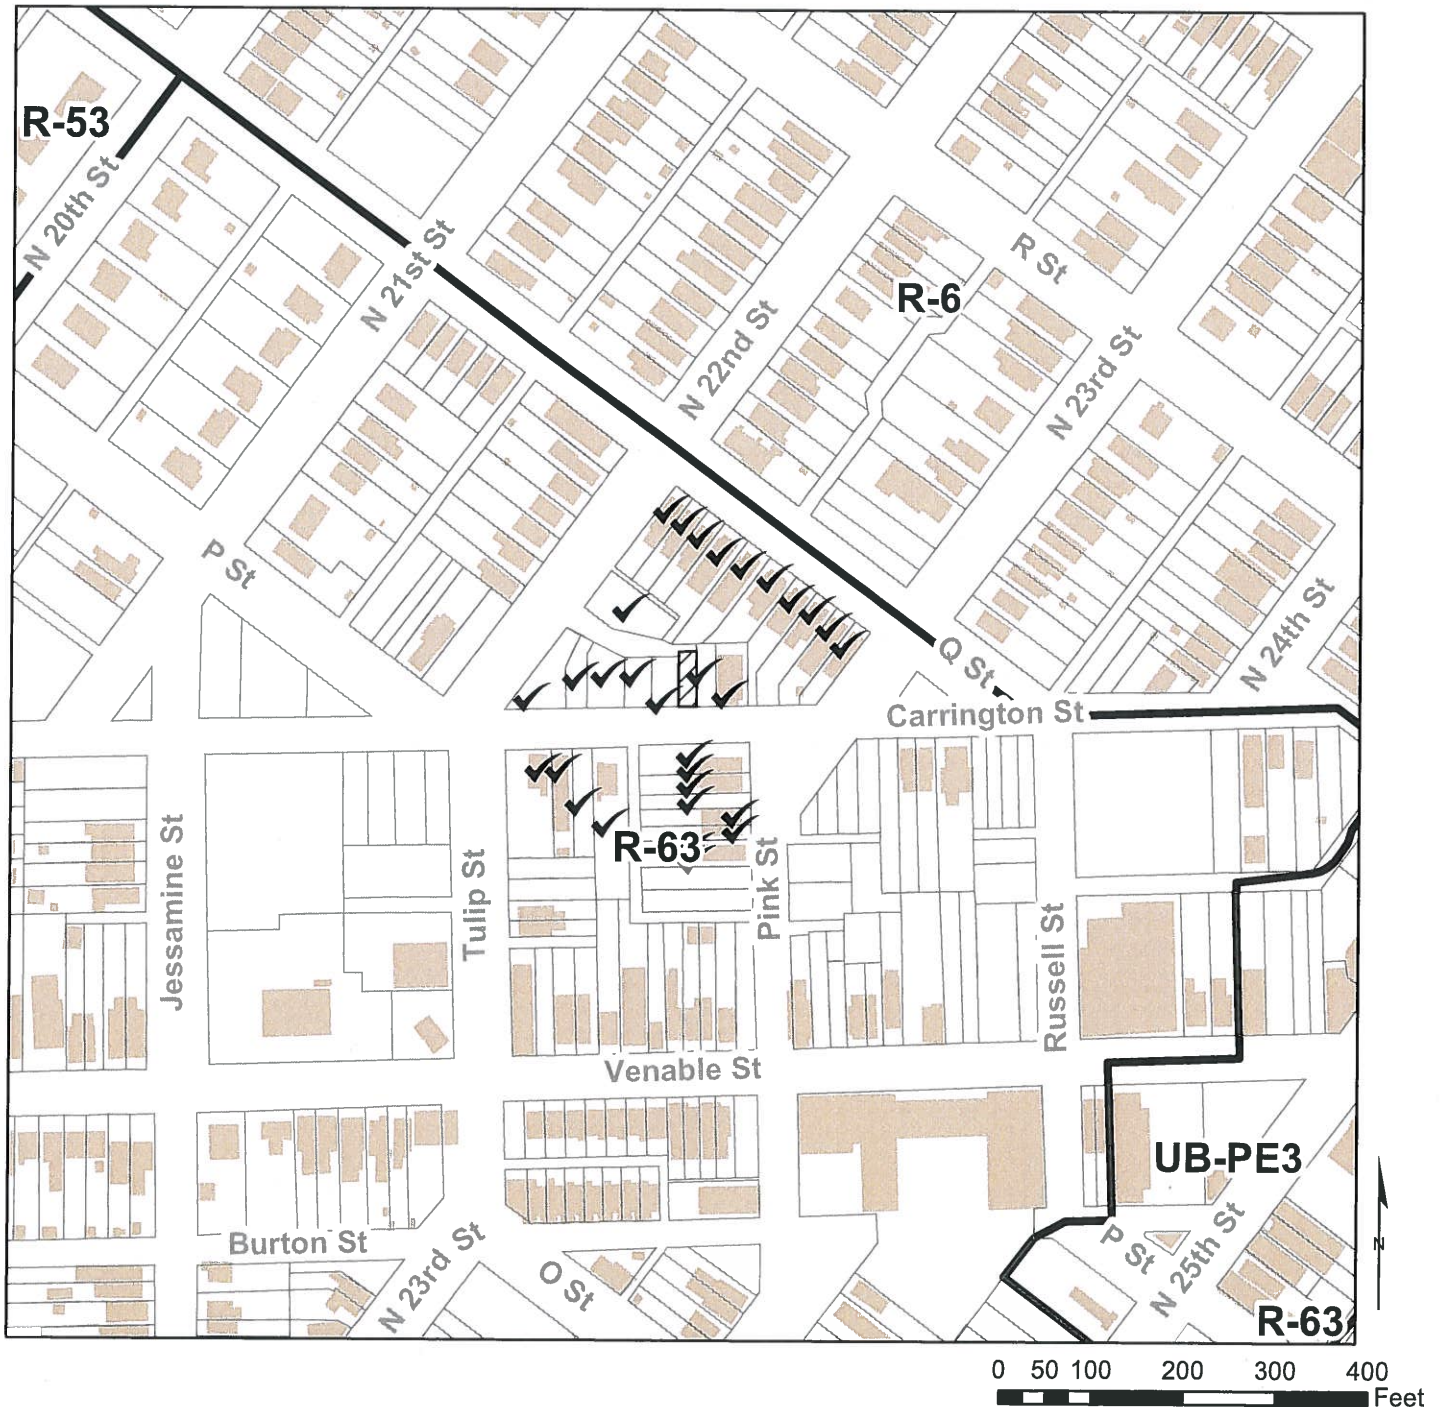 R-53
N 20th St
N 21st St
R St
R-6
N 22nd St
N 23rd St
P St
Q St
N 24th St
Carrington St
Jessamine St
Tulip St
R-63
Pink St
Russell St
Venable St
UB-PE3
Burton St
N 23rd St
O St
P St
N 25th St
R-63
N
0 50 100 200 300 400
Feet